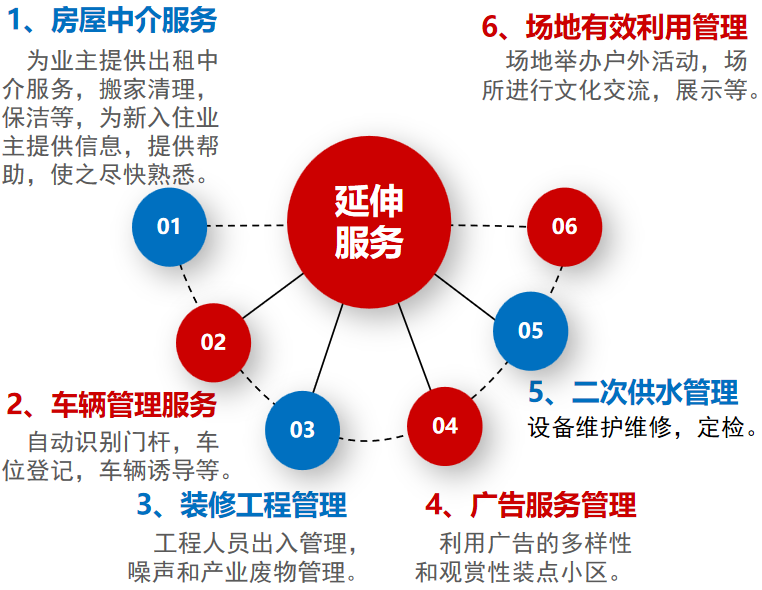 1、房屋中介服务
为业主提供出租中
介服务，搬家清理，
保洁等，为新入住业
主提供信息，提供帮
助，使之尽快熟悉。
6、场地有效利用管理
场地举办户外活动，场
所进行文化交流，展示等。
延伸
服务
01
06
02
05
03
04
2、车辆管理服务
自动识别门杆，车
位登记，车辆诱导等。
5、二次供水管理
设备维护维修，定检。
3、装修工程管理
工程人员出入管理，
噪声和产业废物管理。
4、广告服务管理
利用广告的多样性
和观赏性装点小区。